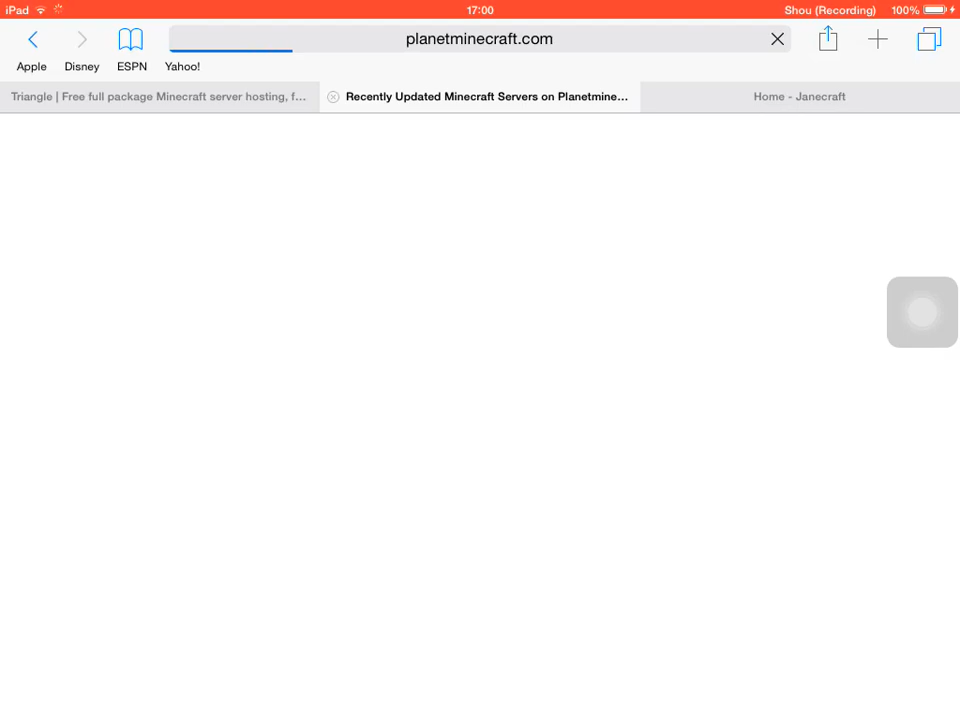 iPad 17:00 Shou (Recording) 100%
planetminecraft.com
Apple Disney ESPN Yahoo!
Triangle | Free full package Minecraft server hosting, f... Recently Updated Minecraft Servers on Planetmine... Home - Janecraft